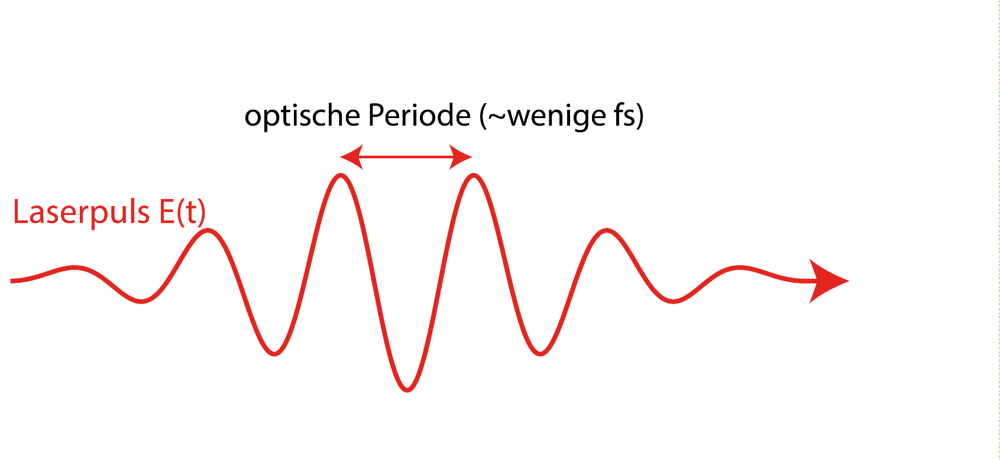 optische Periode (~wenige fs)
Laserpuls E(t)